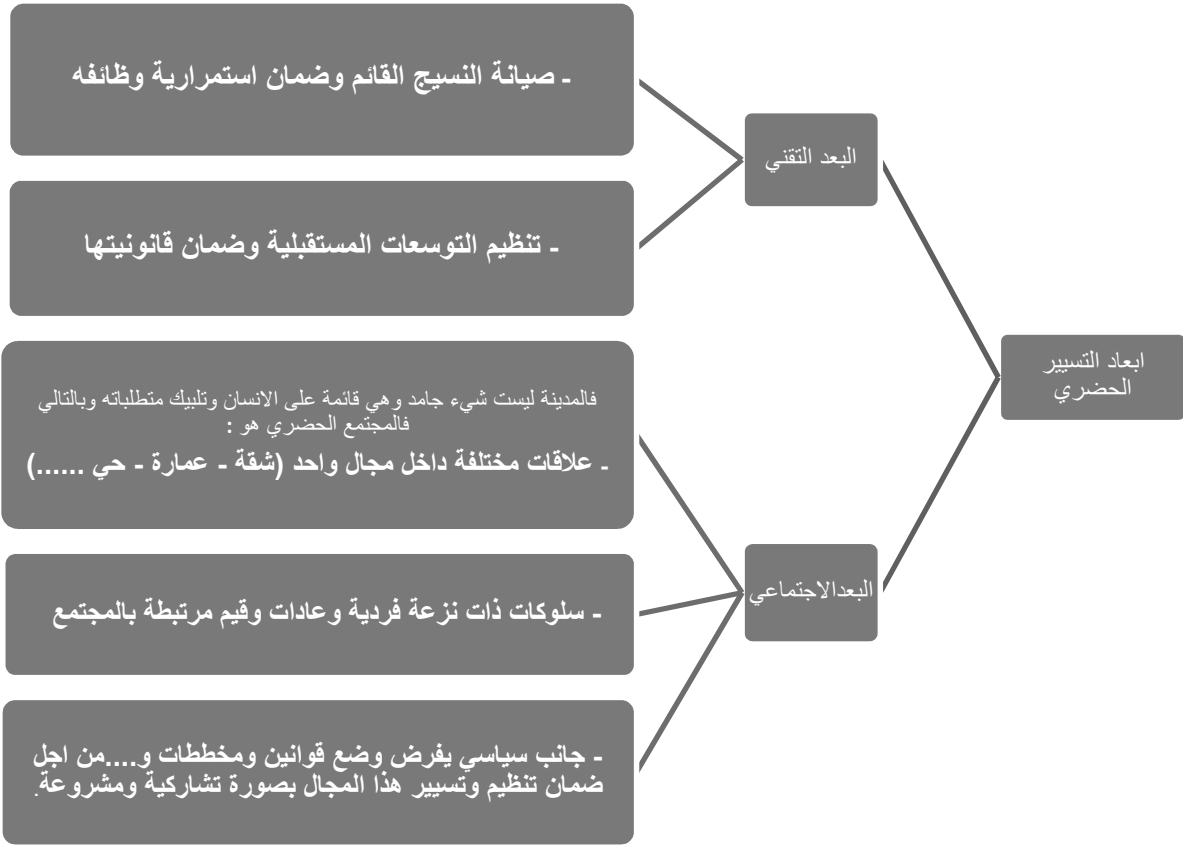 ابعاد التسيير
الحضري
البعد التقني
- صيانة النسيج القائم وضمان استمرارية وظائفه
- تنظيم التوسعات المستقبلية وضمان قانونيتها
البعدالاجتماعي
فالمدينة ليست شيء جامد وهي قائمة على الانسان وتلبيك متطلباته وبالتالي
فالمجتمع الحضري هو :
- علاقات مختلفة داخل مجال واحد (شقة - عمارة - حي ......)
- سلوكات ذات نزعة فردية وعادات وقيم مرتبطة بالمجتمع
- جانب سياسي يفرض وضع قوانين ومخططات و....من اجل
ضمان تنظيم وتسيير هذا المجال بصورة تشاركية ومشروعة.